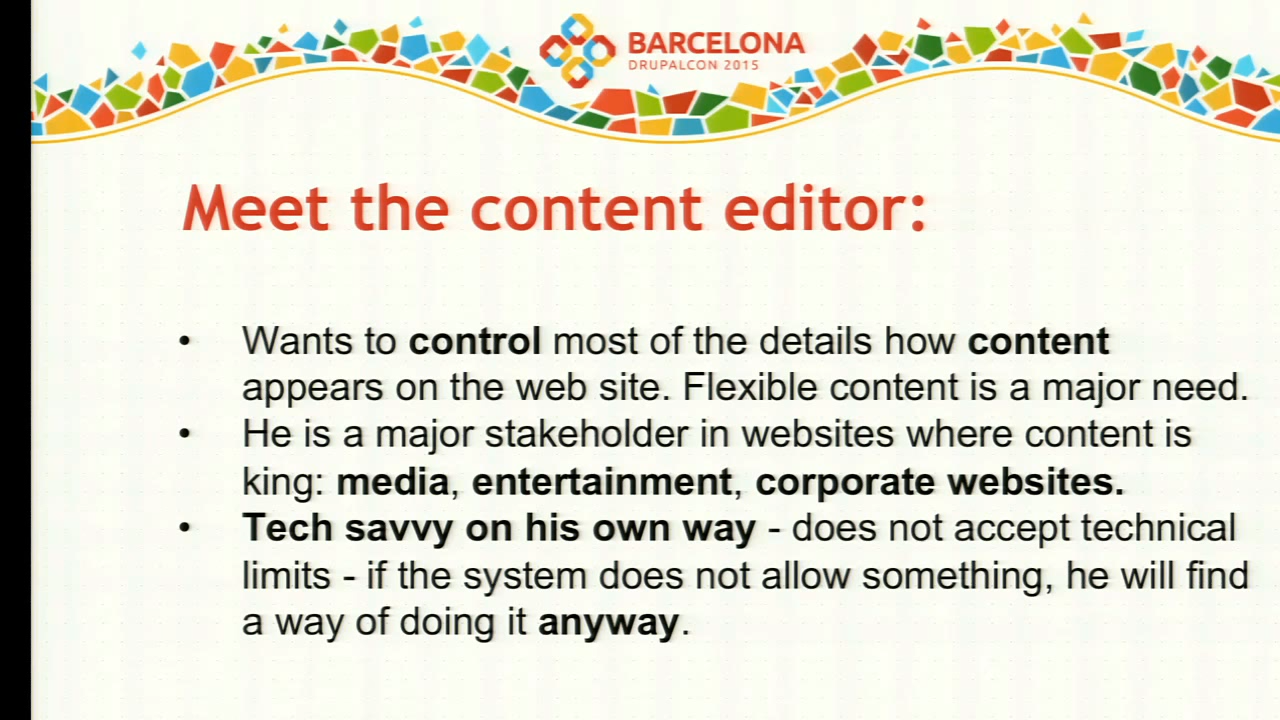 BARCELONA
DRUPALCON 2015
Meet the content editor:
• Wants to control most of the details how content
appears on the web site. Flexible content is a major need.
• He is a major stakeholder in websites where content is
king: media, entertainment, corporate websites.
• Tech savvy on his own way - does not accept technical
limits - if the system does not allow something, he will find
a way of doing it anyway.